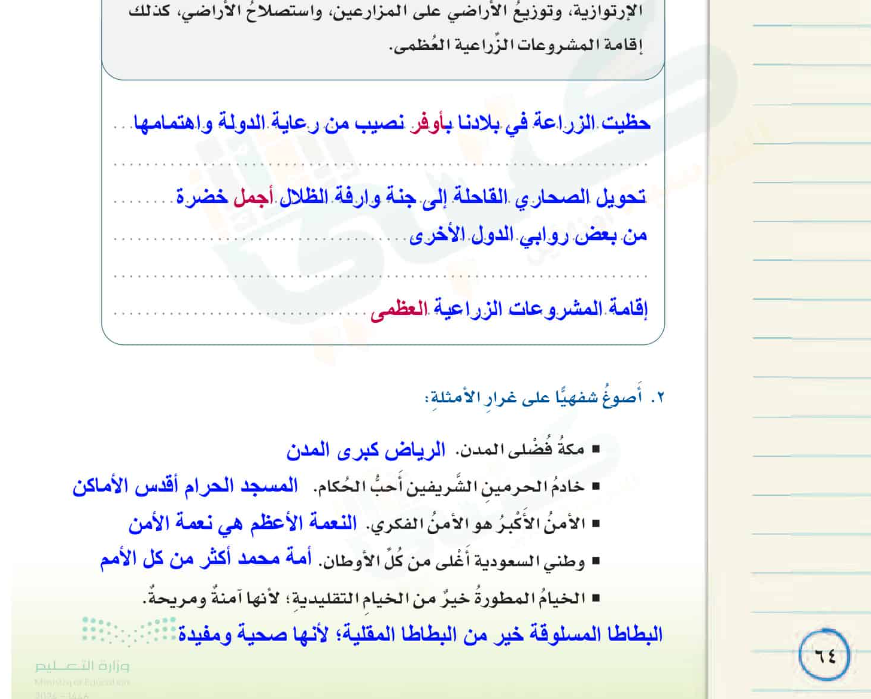 الإرتوازية، وتوزيعُ الأراضي على المزارعين، واستصلاحُ الأراضي، كذلك
إقامة المشروعات الزِّراعية العُظمى.
حظيت الزراعة في بلادنا بأوفر نصيب من رعاية الدولة واهتمامها
تحويل الصحاري القاحلة إلى جنة وارفة الظلال أجمل خضرة
من بعض روابي الدول الأخرى
إقامة المشروعات الزراعية العظمى
٢. أَصوغُ شفهيًّا على غرارِ الأمثلةِ:
■ مكةُ فُضْلى المدن. الرياض كبرى المدن
■ خادمُ الحرمينِ الشَّريفين أَحبُّ الحُكام. المسجد الحرام أقدس الأماكن
■ الأمنُ الأَكْبرُ هو الأمنُ الفكري. النعمة الأعظم هي نعمة الأمن
■ وطني السعودية أَغْلى من كُلِّ الأوطان. أمة محمد أكثر من كل الأمم
■ الخيامُ المطورةُ خيرٌ من الخيامِ التقليديةِ؛ لأنها آمنةٌ ومريحةٌ.
البطاطا المسلوقة خير من البطاطا المقلية؛ لأنها صحية ومفيدة
وزارة التعليم
Ministry of Education
٦٤